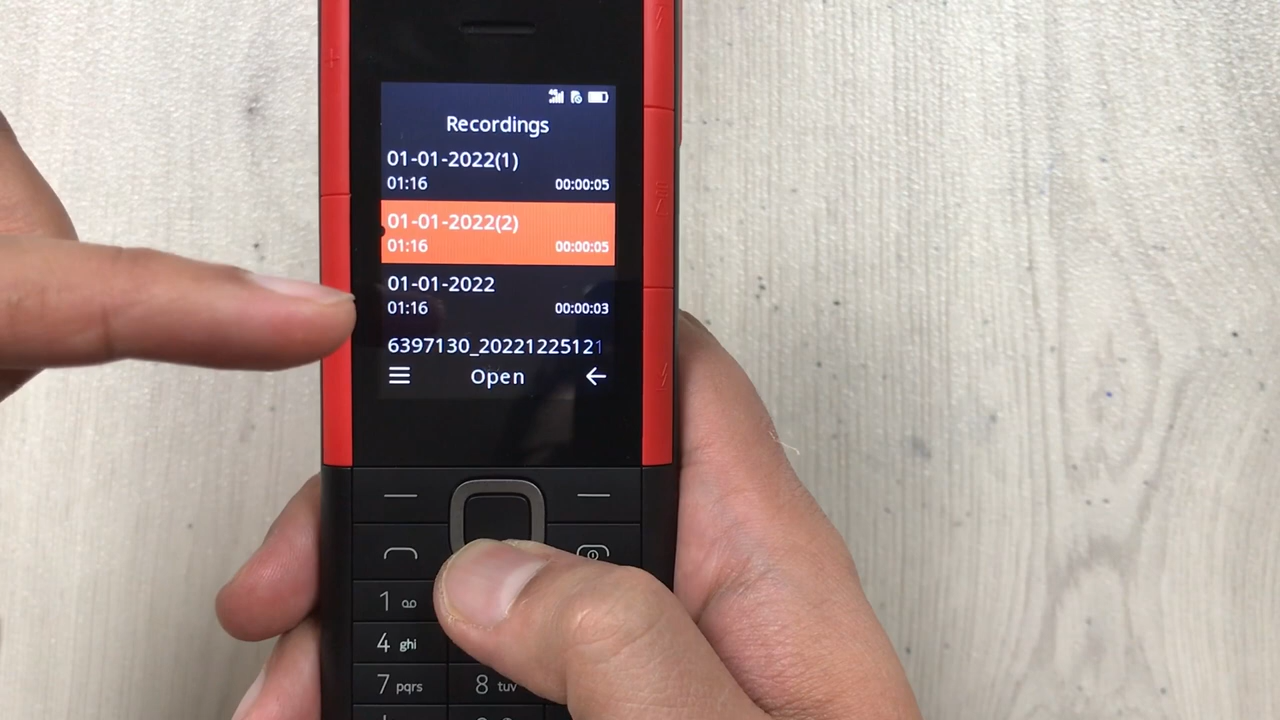 4G
Recordings
01-01-2022(1)
01:16 00:00:05
01-01-2022(2)
01:16 00:00:05
01-01-2022
01:16 00:00:03
6397130_20221225121
Open
1
4 ghi
7 pqrs
8 tuv